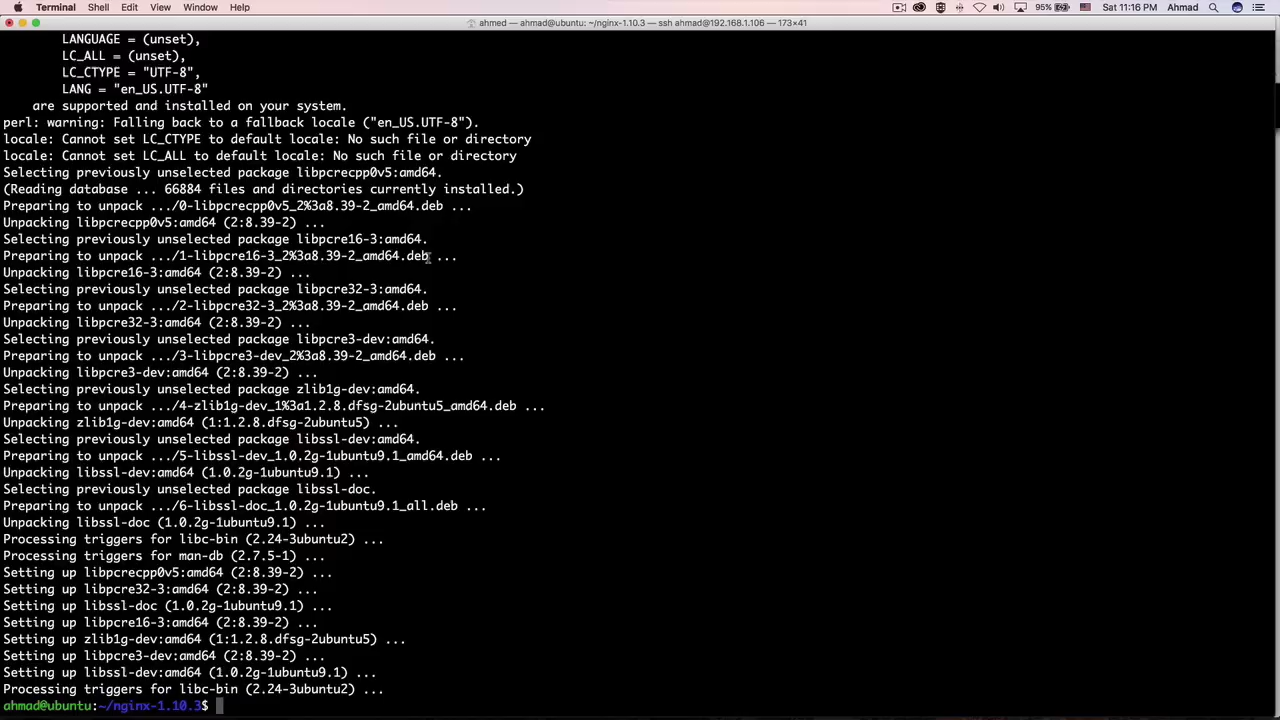 Terminal Shell Edit View Window Help 95% Sat 11:16 PM Ahmad
ahmed — ahmad@ubuntu: ~/nginx-1.10.3 — ssh ahmad@192.168.1.106 — 173×41
LANGUAGE = (unset),
LC_ALL = (unset),
LC_CTYPE = "UTF-8",
LANG = "en_US.UTF-8"
are supported and installed on your system.
perl: warning: Falling back to a fallback locale ("en_US.UTF-8").
locale: Cannot set LC_CTYPE to default locale: No such file or directory
locale: Cannot set LC_ALL to default locale: No such file or directory
Selecting previously unselected package libpcrecpp0v5:amd64.
(Reading database ... 66884 files and directories currently installed.)
Preparing to unpack .../0-libpcrecpp0v5_2%3a8.39-2_amd64.deb ...
Unpacking libpcrecpp0v5:amd64 (2:8.39-2) ...
Selecting previously unselected package libpcre16-3:amd64.
Preparing to unpack .../1-libpcre16-3_2%3a8.39-2_amd64.deb ...
Unpacking libpcre16-3:amd64 (2:8.39-2) ...
Selecting previously unselected package libpcre32-3:amd64.
Preparing to unpack .../2-libpcre32-3_2%3a8.39-2_amd64.deb ...
Unpacking libpcre32-3:amd64 (2:8.39-2) ...
Selecting previously unselected package libpcre3-dev:amd64.
Preparing to unpack .../3-libpcre3-dev_2%3a8.39-2_amd64.deb ...
Unpacking libpcre3-dev:amd64 (2:8.39-2) ...
Selecting previously unselected package zlib1g-dev:amd64.
Preparing to unpack .../4-zlib1g-dev_1%3a1.2.8.dfsg-2ubuntu5_amd64.deb ...
Unpacking zlib1g-dev:amd64 (1:1.2.8.dfsg-2ubuntu5) ...
Selecting previously unselected package libssl-dev:amd64.
Preparing to unpack .../5-libssl-dev_1.0.2g-1ubuntu9.1_amd64.deb ...
Unpacking libssl-dev:amd64 (1.0.2g-1ubuntu9.1) ...
Selecting previously unselected package libssl-doc.
Preparing to unpack .../6-libssl-doc_1.0.2g-1ubuntu9.1_all.deb ...
Unpacking libssl-doc (1.0.2g-1ubuntu9.1) ...
Processing triggers for libc-bin (2.24-3ubuntu2) ...
Processing triggers for man-db (2.7.5-1) ...
Setting up libpcrecpp0v5:amd64 (2:8.39-2) ...
Setting up libpcre32-3:amd64 (2:8.39-2) ...
Setting up libssl-doc (1.0.2g-1ubuntu9.1) ...
Setting up libpcre16-3:amd64 (2:8.39-2) ...
Setting up zlib1g-dev:amd64 (1:1.2.8.dfsg-2ubuntu5) ...
Setting up libpcre3-dev:amd64 (2:8.39-2) ...
Setting up libssl-dev:amd64 (1.0.2g-1ubuntu9.1) ...
Processing triggers for libc-bin (2.24-3ubuntu2) ...
ahmad@ubuntu:~/nginx-1.10.3$